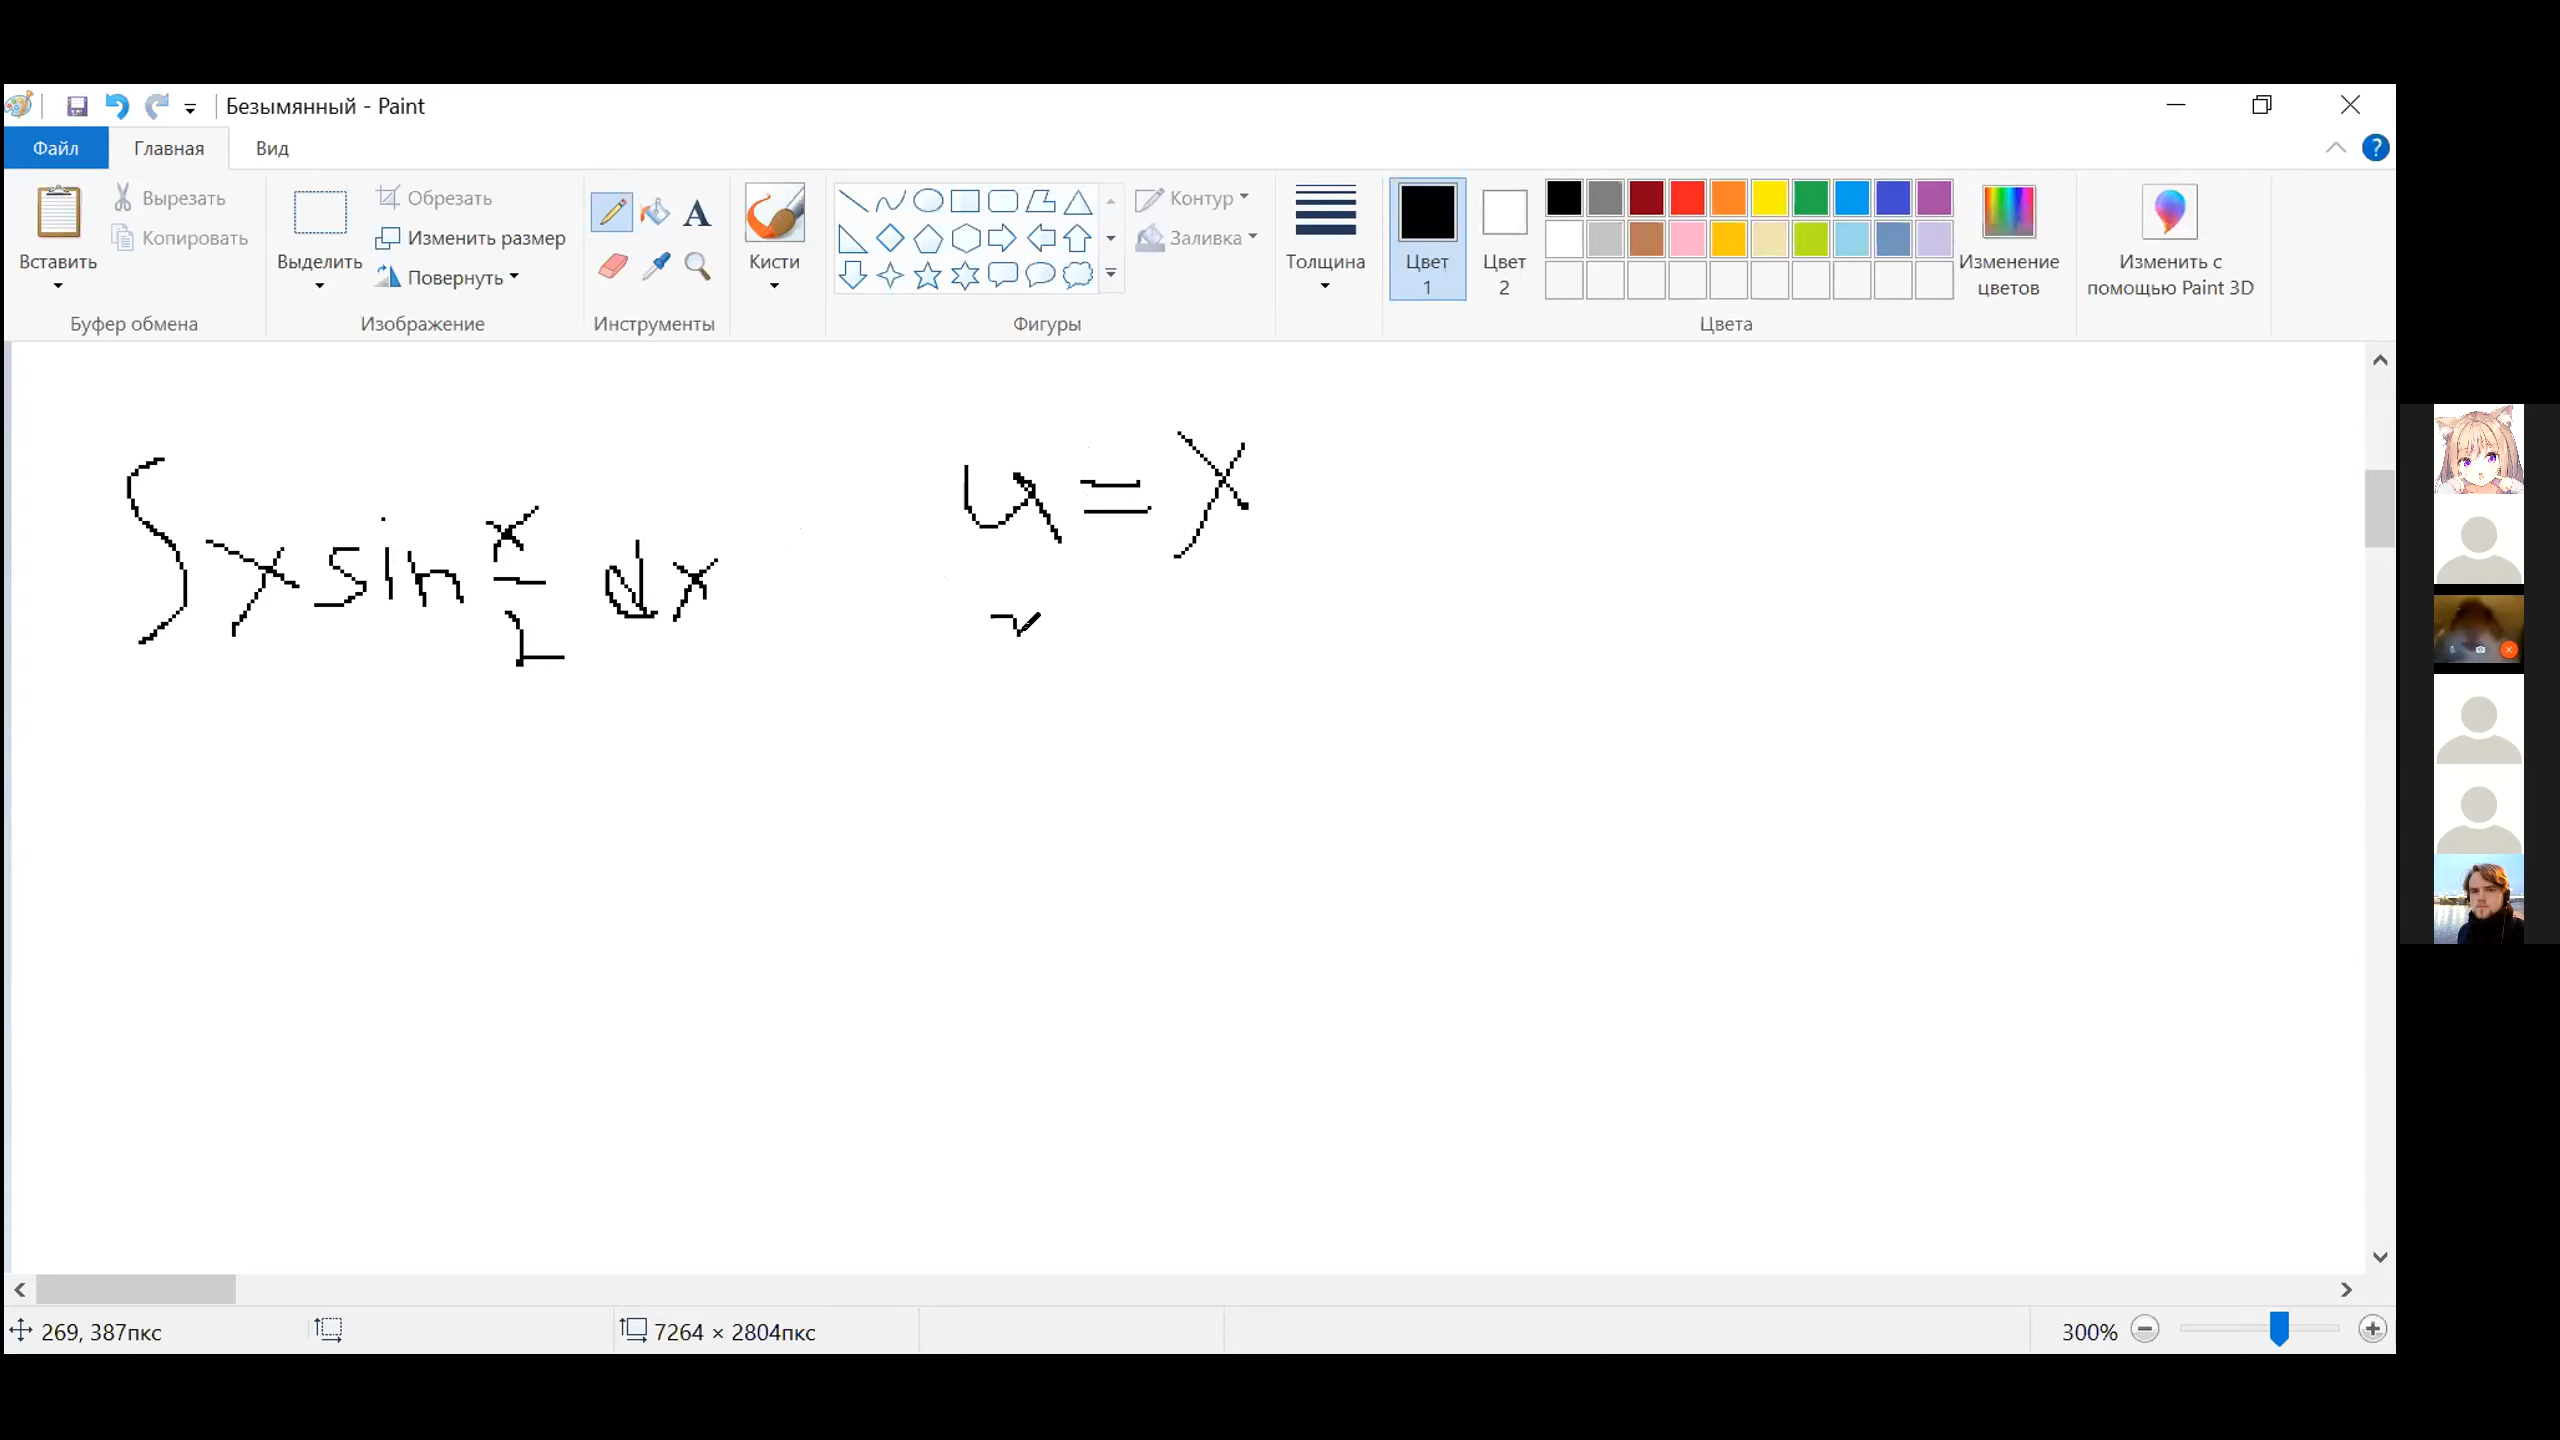 Безымянный - Paint
Файл Главная Вид
Вставить
Вырезать
Копировать
Буфер обмена
Выделить
Обрезать
Изменить размер
Повернуть
Изображение
A
Инструменты
Кисти
Фигуры
Контур
Заливка
Толщина
Цвет 1
Цвет 2
Цвета
Изменение цветов
Изменить с помощью Paint 3D
?
∫ x sin x/2 dx
u = x
269, 387пкс 7264 × 2804пкс 300%